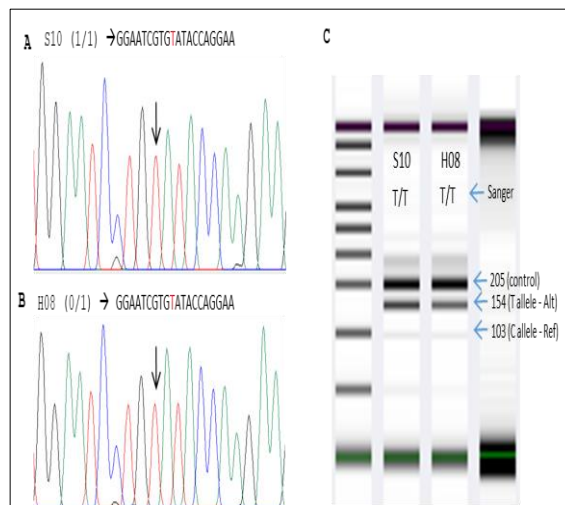 A S10 (1/1) →GGAATCGTGTATACCAGGAA
B H08 (0/1) → GGAATCGTGTATACCAGGAA
C
S10 H08
T/T T/T
Sanger
205 (control)
154 (T allele - Alt)
103 (C allele - Ref)